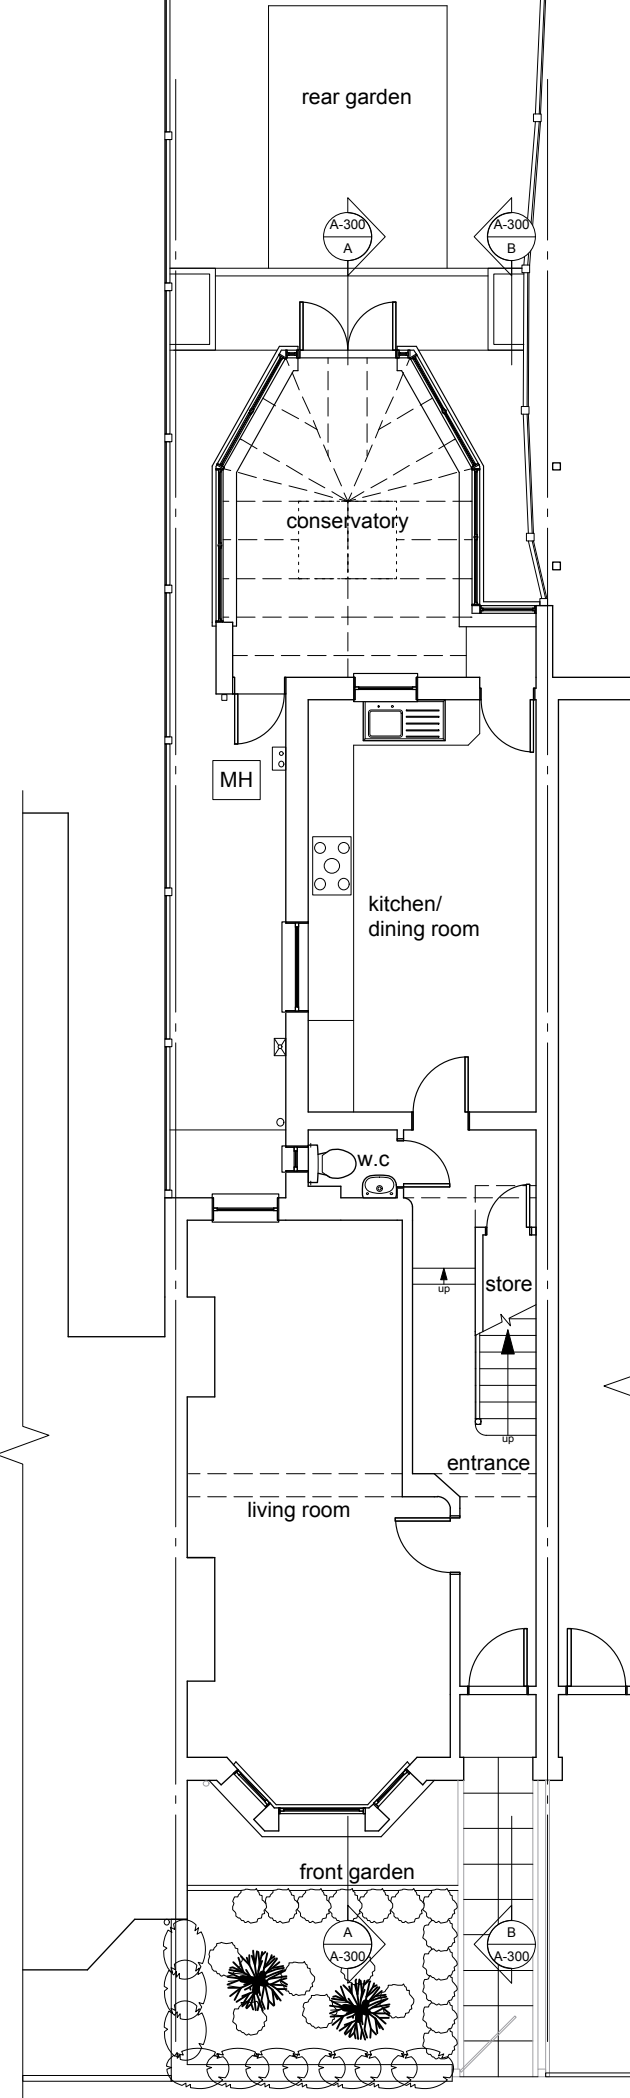 rear garden
A-300
A
A-300
B
conservatory
MH
kitchen/
dining room
w.c
store
up
up
entrance
living room
front garden
A
A-300
B
A-300